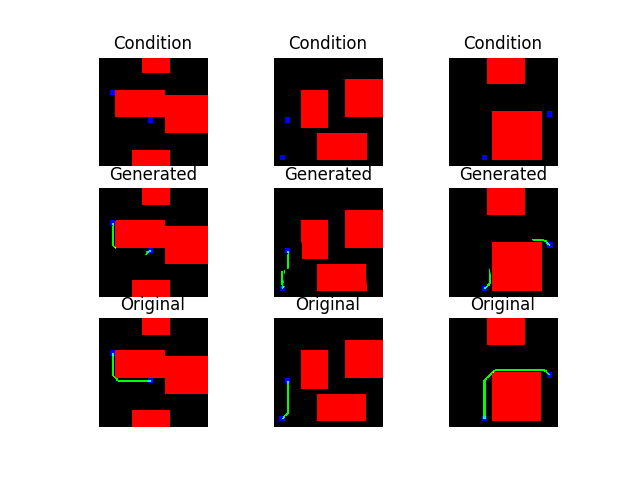 Condition Condition Condition
Generated Generated Generated
Original Original Original